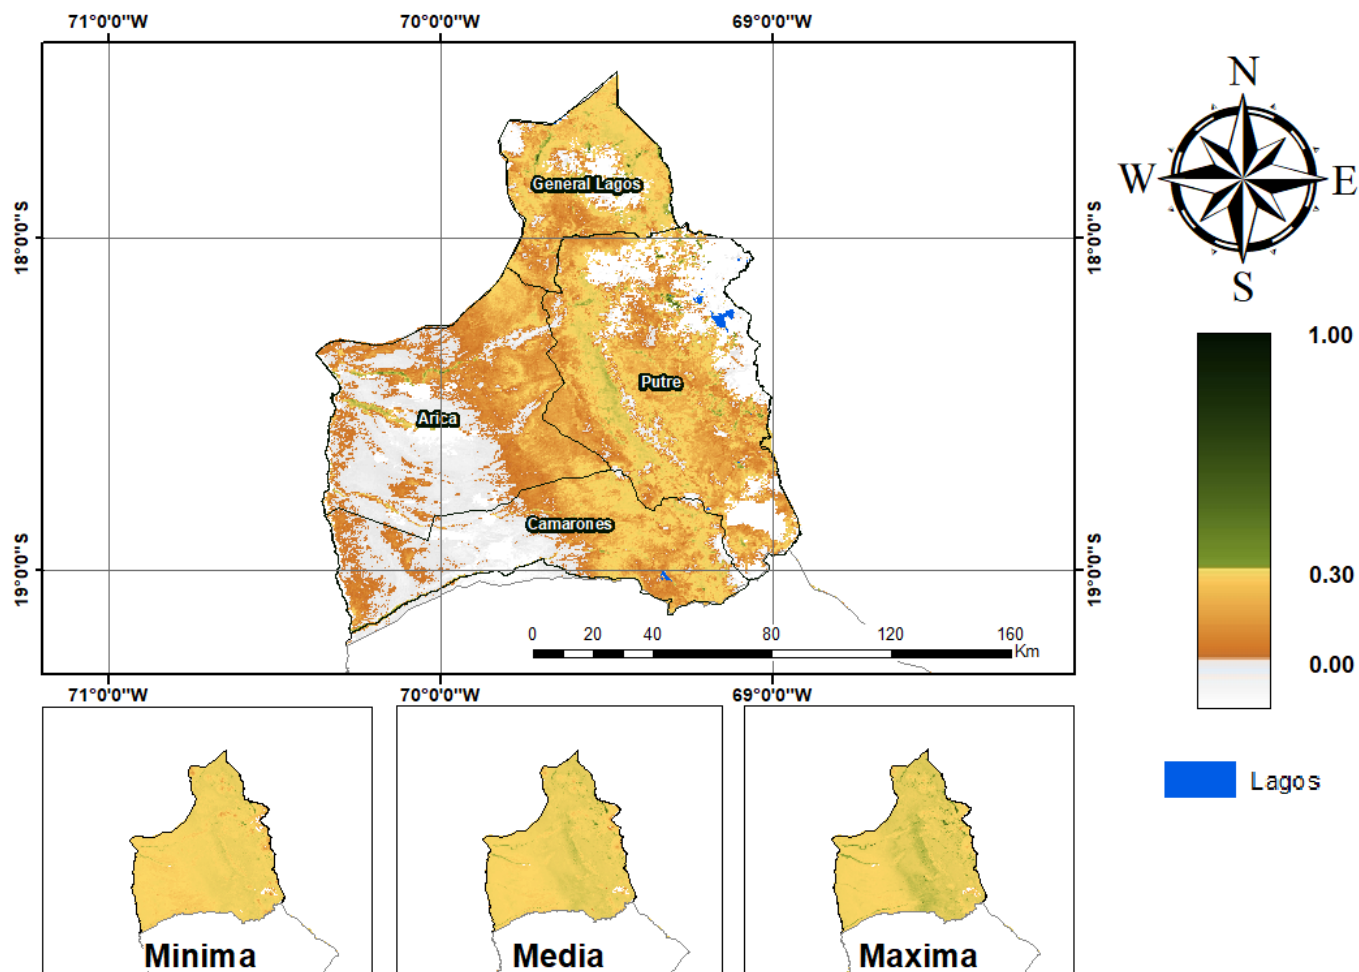 71°0'0"W 70°0'0"W 69°0'0"W
N
W E
S
General Lagos
18°0'0"S 18°0'0"S
1.00
Putre
Arica
Camarones
19°0'0"S 19°0'0"S
0.30
0 20 40 80 120 160
Km
0.00
71°0'0"W 70°0'0"W 69°0'0"W
Lagos
Minima Media Maxima